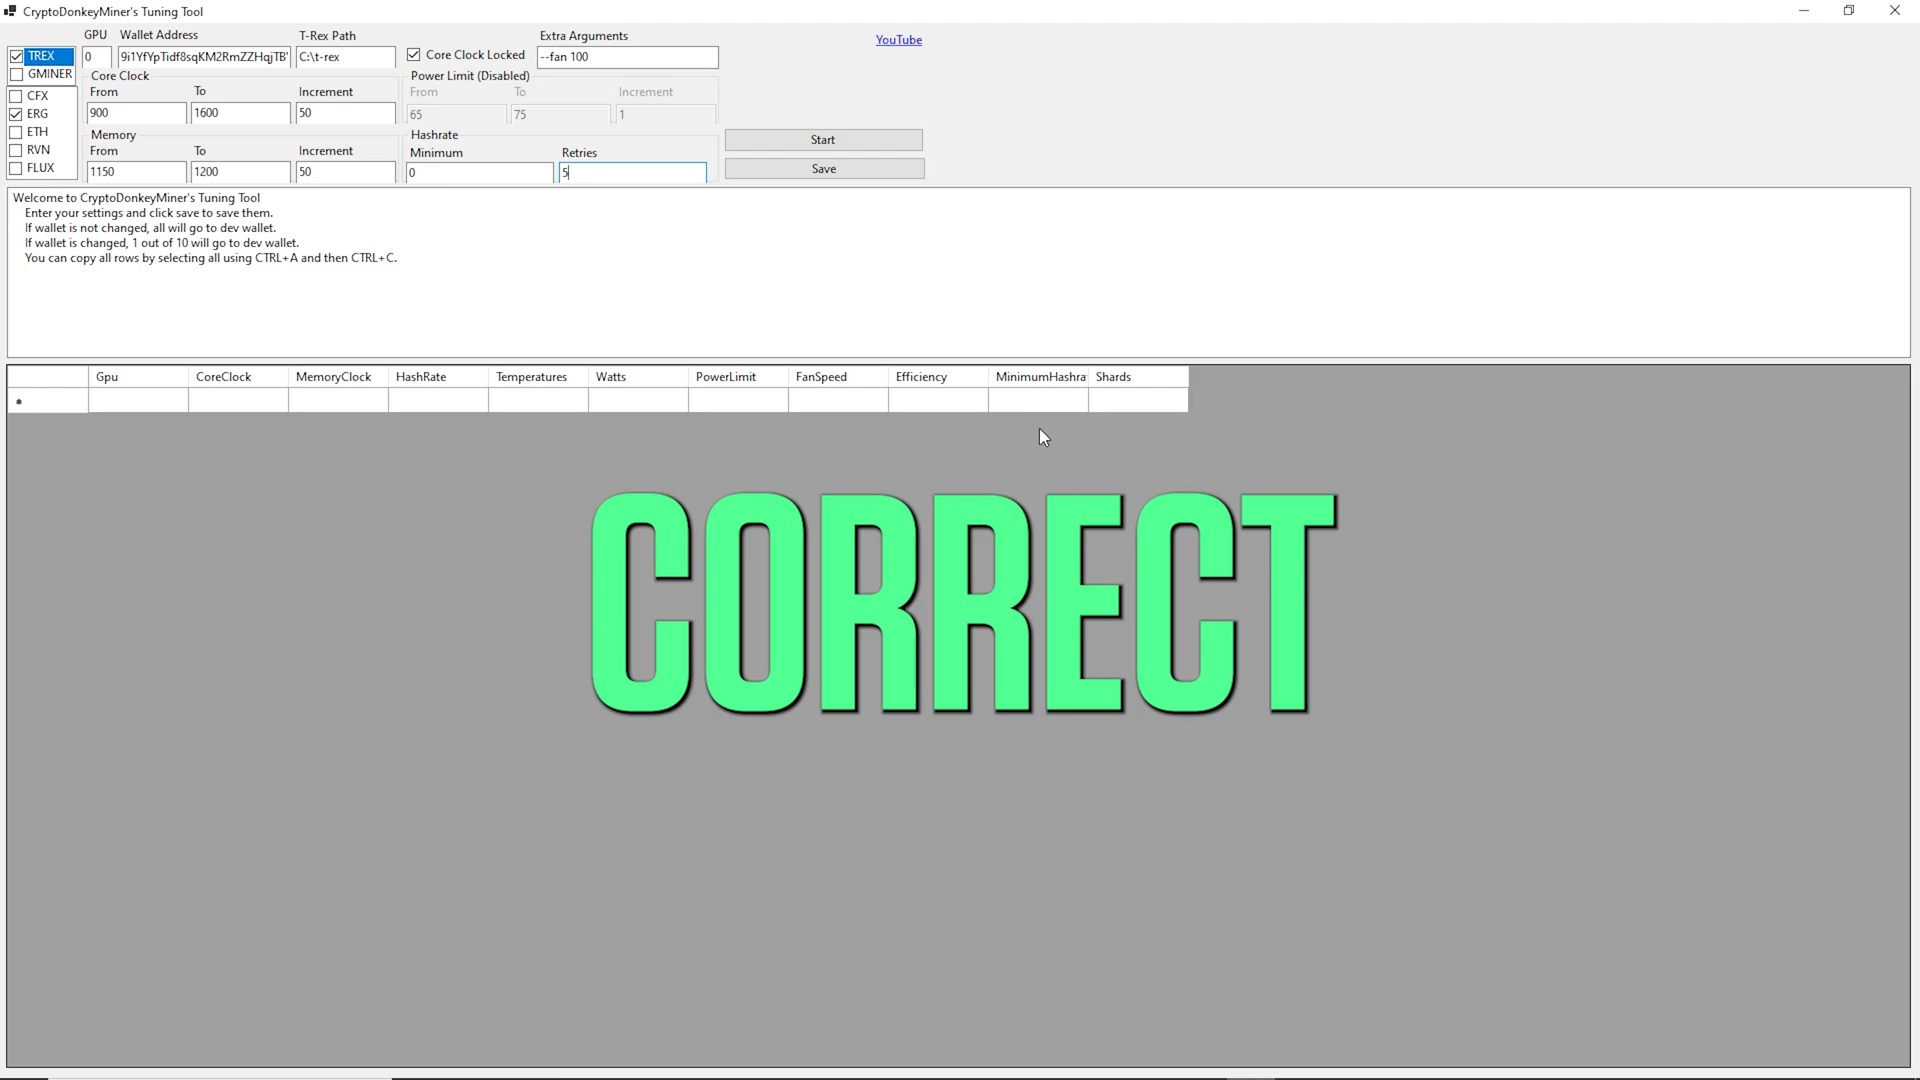 CryptoDonkeyMiner's Tuning Tool
GPU Wallet Address T-Rex Path Extra Arguments YouTube
TREX 0 9i1YfYpTidf8sqKM2RmZZHqjTB C:\t-rex Core Clock Locked --fan 100
GMINER Core Clock Power Limit (Disabled)
CFX From To Increment From To Increment
ERG 900 1600 50 65 75 1
ETH Memory Hashrate Start
RVN From To Increment Minimum Retries
FLUX 1150 1200 50 0 5 Save
Welcome to CryptoDonkeyMiner's Tuning Tool
Enter your settings and click save to save them.
If wallet is not changed, all will go to dev wallet.
If wallet is changed, 1 out of 10 will go to dev wallet.
You can copy all rows by selecting all using CTRL+A and then CTRL+C.
Gpu CoreClock MemoryClock HashRate Temperatures Watts PowerLimit FanSpeed Efficiency MinimumHashra Shards
*
CORRECT